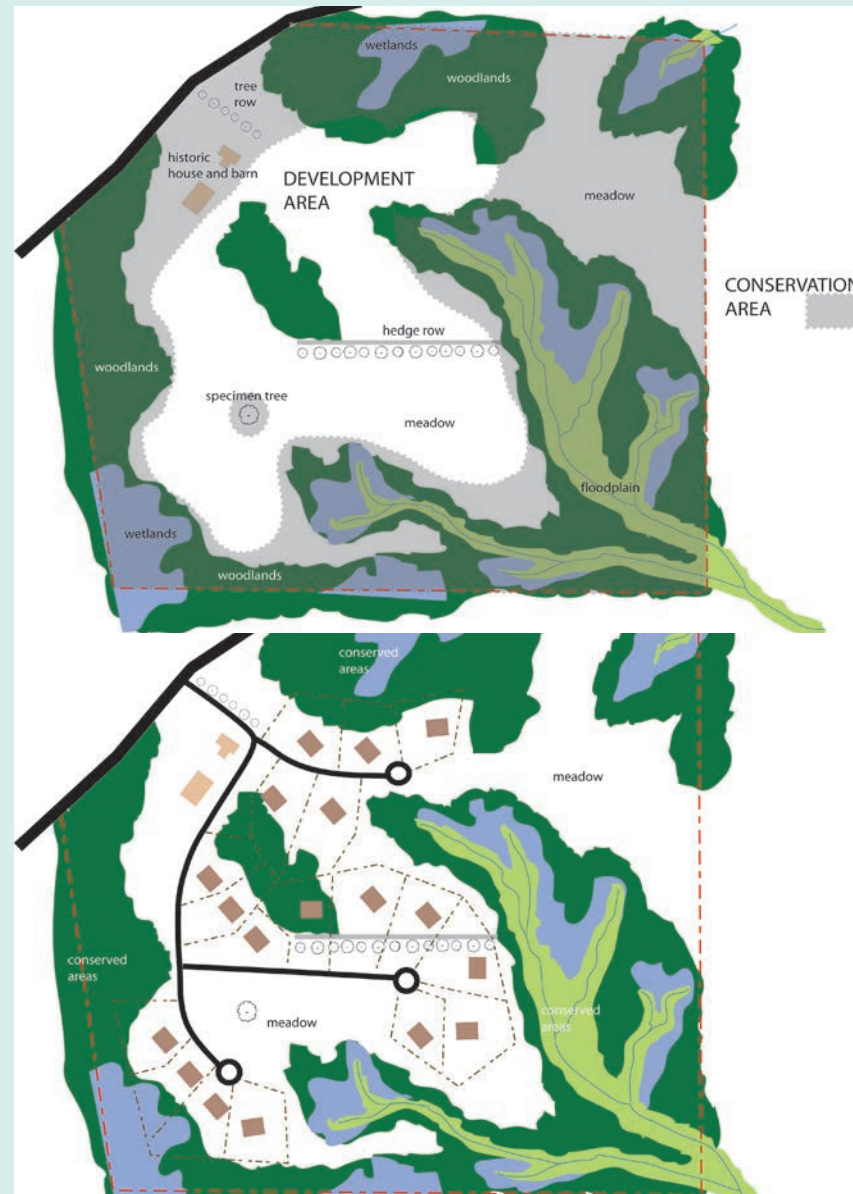 wetlands
woodlands
tree
row
historic
house and barn
DEVELOPMENT
AREA
meadow
CONSERVATION
AREA
hedge row
woodlands
specimen tree
meadow
floodplain
wetlands
woodlands
conserved
areas
meadow
conserved
areas
meadow
conserved
areas